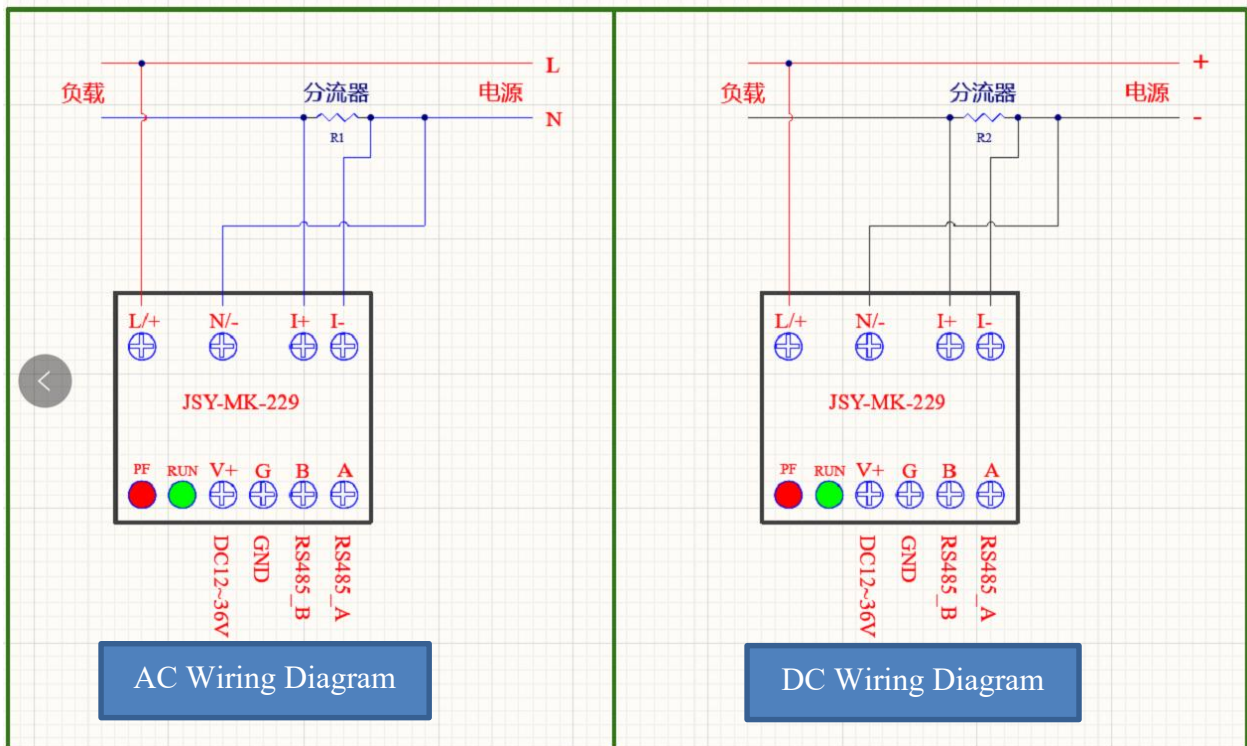 L
负载
分流器
电源
N
R1
L/+
N/-
I+
I-
JSY-MK-229
PF
RUN
V+
G
B
A
DC12~36V
GND
RS485_B
RS485_A
AC Wiring Diagram
+
负载
分流器
电源
-
R2
L/+
N/-
I+
I-
JSY-MK-229
PF
RUN
V+
G
B
A
DC12~36V
GND
RS485_B
RS485_A
DC Wiring Diagram